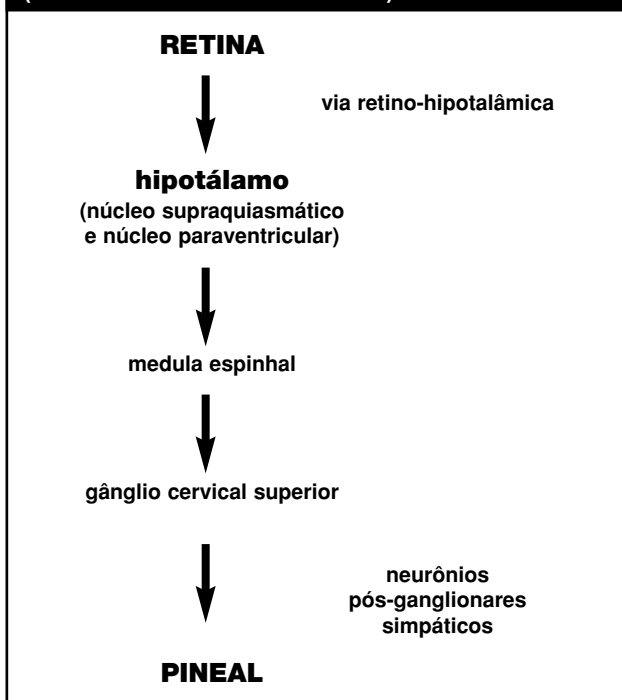 RETINA
via retino-hipotalâmica
hipotálamo
(núcleo supraquiasmático
e núcleo paraventricular)
medula espinhal
gânglio cervical superior
neurônios
pós-ganglionares
simpáticos
PINEAL